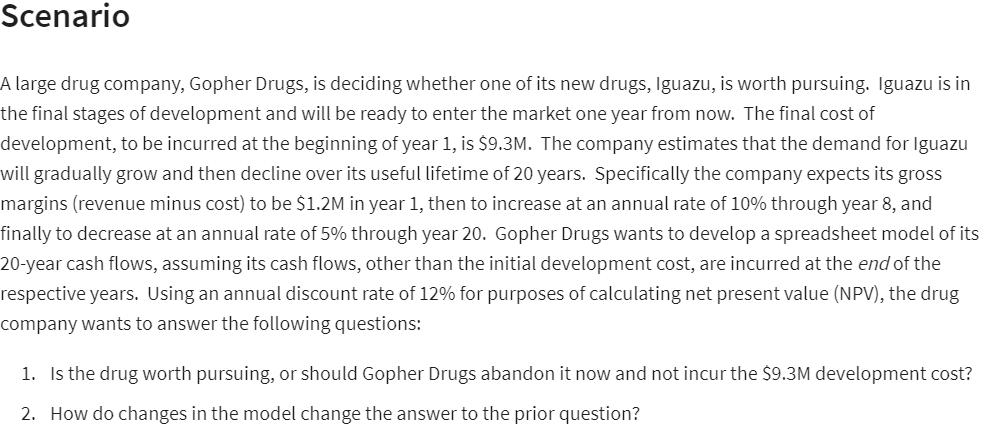 Scenario
A large drug company, Gopher Drugs, is deciding whether one of its new drugs, Iguazu, is worth pursuing.  Iguazu is in
the final stages of development and will be ready to enter the market one year from now.  The final cost of
development, to be incurred at the beginning of year 1, is $9.3M.  The company estimates that the demand for Iguazu
will gradually grow and then decline over its useful lifetime of 20 years.  Specifically the company expects its gross
margins (revenue minus cost) to be $1.2M in year 1, then to increase at an annual rate of 10% through year 8, and
finally to decrease at an annual rate of 5% through year 20.  Gopher Drugs wants to develop a spreadsheet model of its
20-year cash flows, assuming its cash flows, other than the initial development cost, are incurred at the end of the
respective years.  Using an annual discount rate of 12% for purposes of calculating net present value (NPV), the drug
company wants to answer the following questions:
1. Is the drug worth pursuing, or should Gopher Drugs abandon it now and not incur the $9.3M development cost?
2. How do changes in the model change the answer to the prior question?